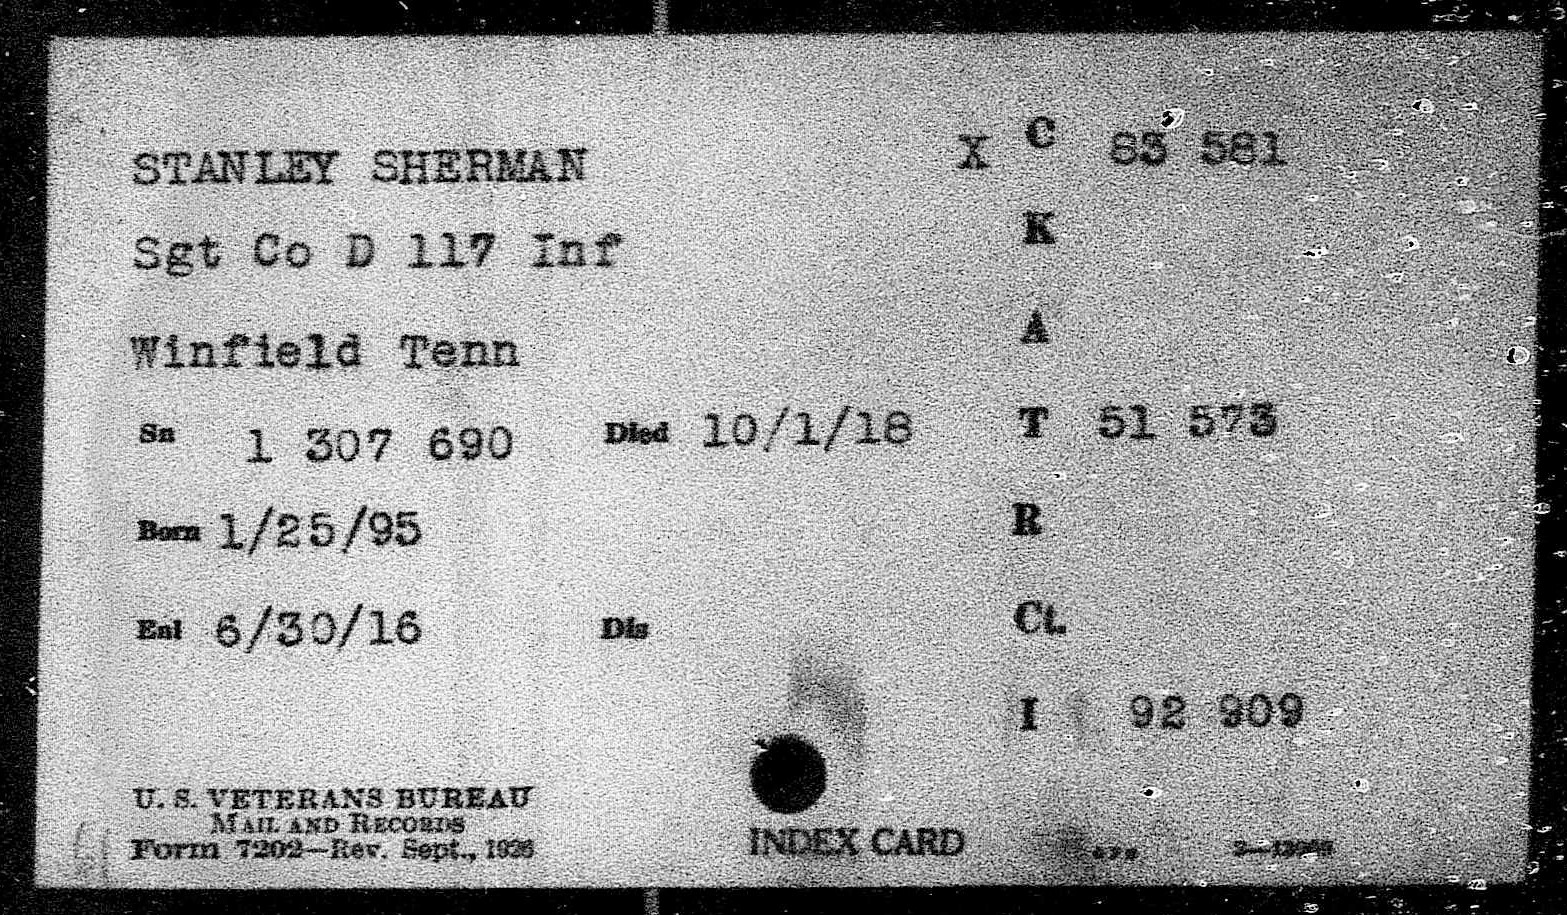 STANLEY SHERMAN
X C 83 581
Sgt Co D 117 Inf
K
Winfield Tenn
A
Sn 1 307 690 Died 10/1/18
T 51 573
Born 1/25/95
R
Enl 6/30/16 Dis
Ct.
I 92 909
U. S. VETERANS BUREAU
MAIL AND RECORDS
Form 7202—Rev. Sept., 1926
INDEX CARD